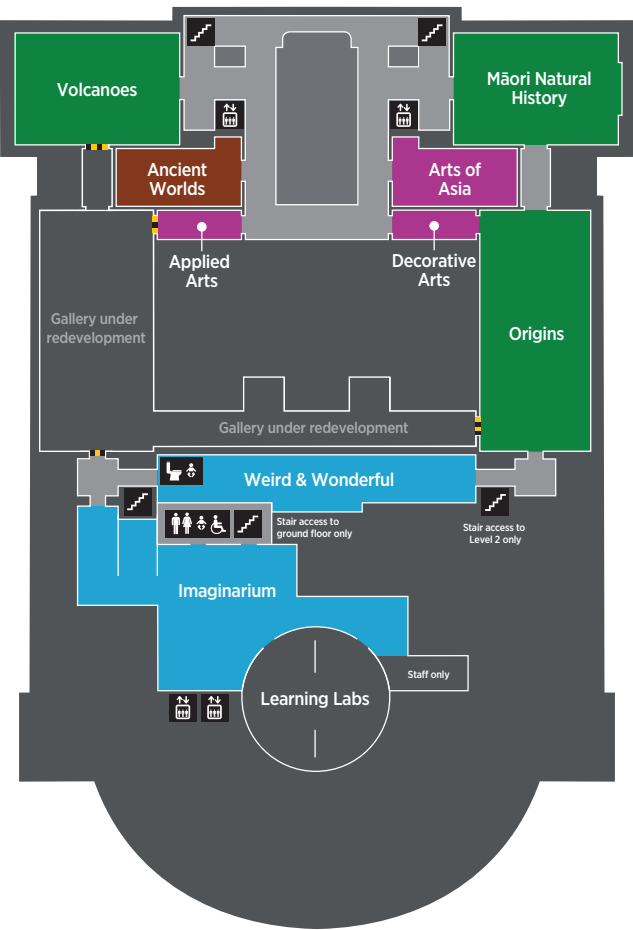 Volcanoes
Māori Natural
History
Ancient
Worlds
Arts of
Asia
Applied
Arts
Decorative
Arts
Gallery under
redevelopment
Origins
Gallery under redevelopment
Weird & Wonderful
Stair access to
ground floor only
Stair access to
Level 2 only
Imaginarium
Staff only
Learning Labs